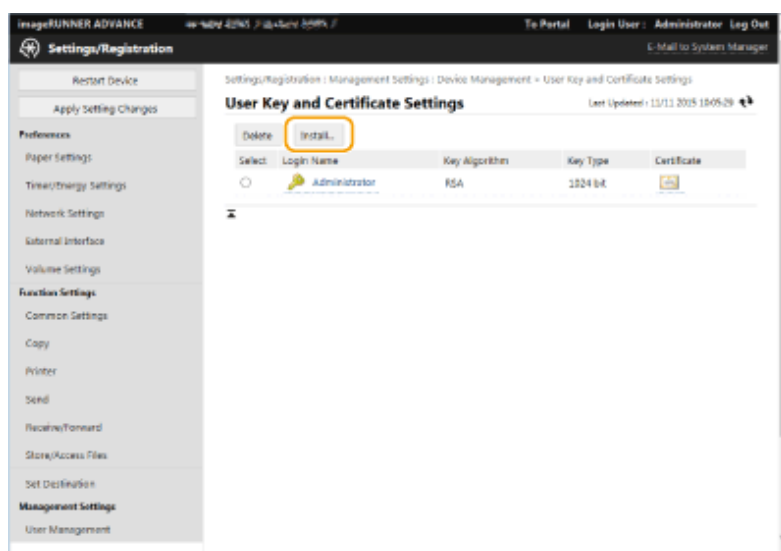 imageRUNNER ADVANCE
To Portal Login User : Administrator Log Out
Settings/Registration
E-Mail to System Manager
Restart Device
Apply Setting Changes
Preferences
Paper Settings
Timer/Energy Settings
Network Settings
External Interface
Volume Settings
Function Settings
Common Settings
Copy
Printer
Send
Receive/Forward
Store/Access Files
Set Destination
Management Settings
User Management
Settings/Registration : Management Settings : Device Management > User Key and Certificate Settings
User Key and Certificate Settings
Last Updated : 11/11 2015 10:05:29
Delete Install...
Select Login Name Key Algorithm Key Type Certificate
Administrator RSA 1024 bit